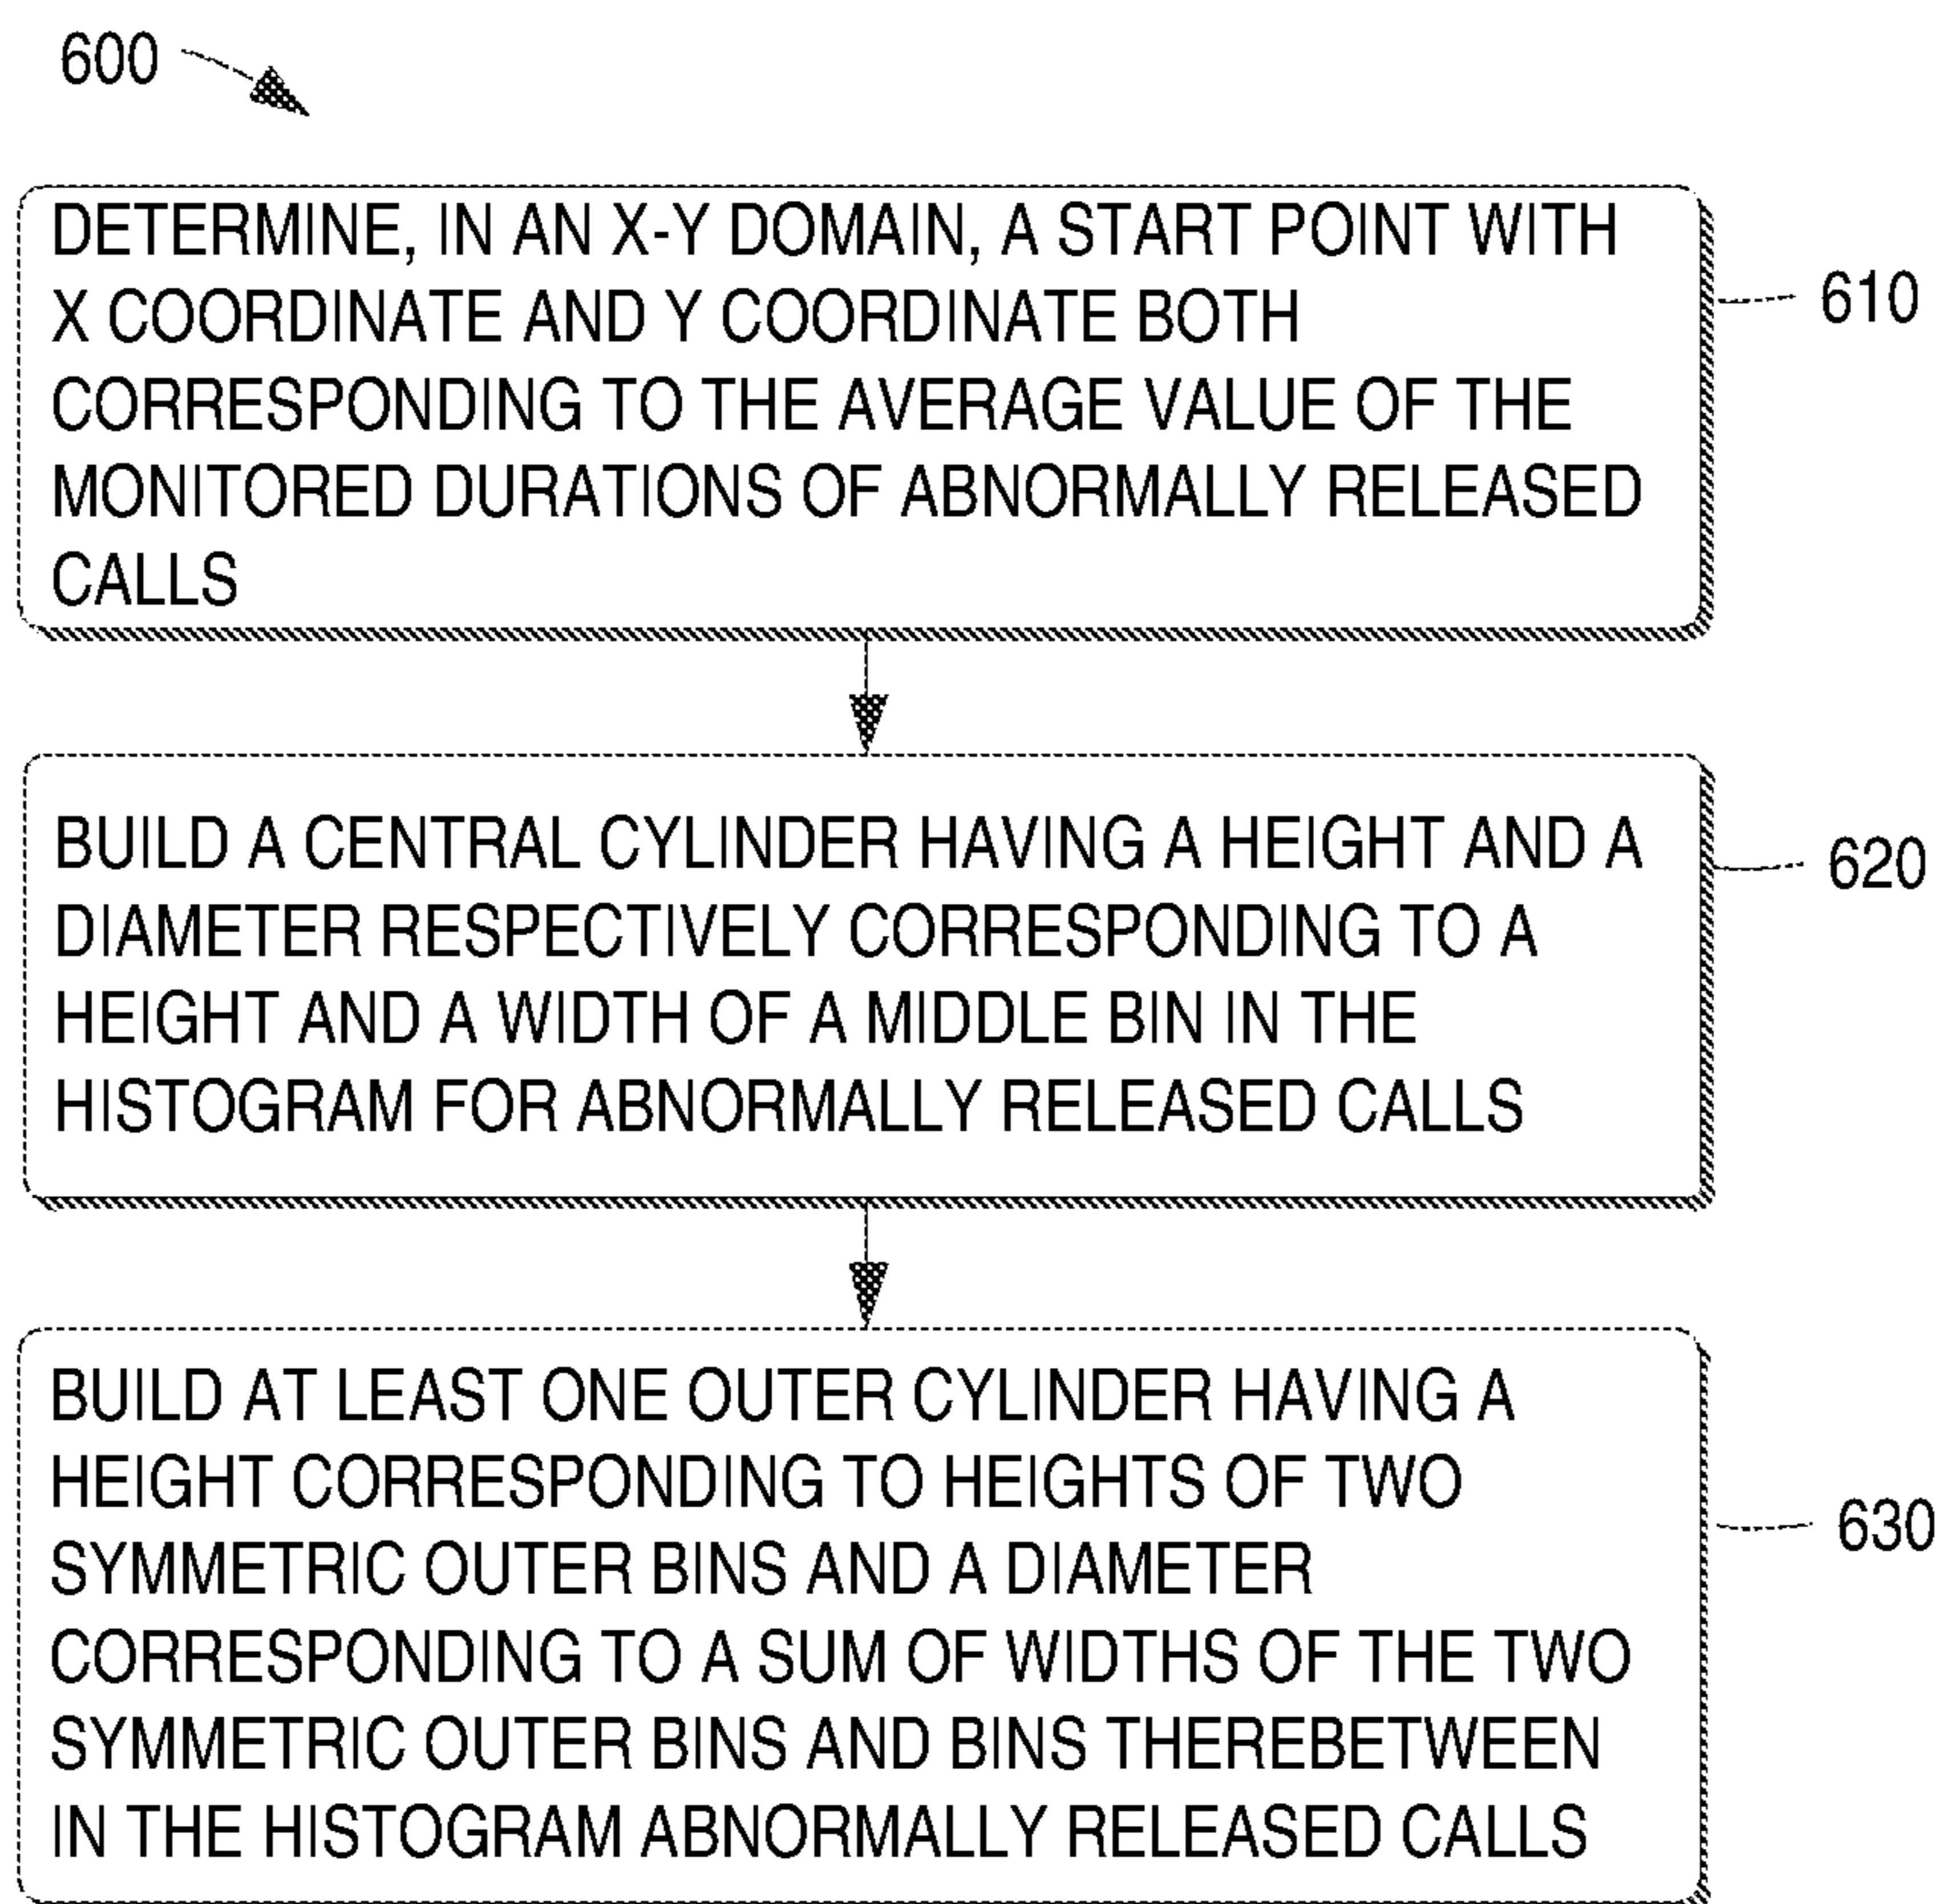 600
DETERMINE, IN AN X-Y DOMAIN, A START POINT WITH
X COORDINATE AND Y COORDINATE BOTH
CORRESPONDING TO THE AVERAGE VALUE OF THE
MONITORED DURATIONS OF ABNORMALLY RELEASED
CALLS
610
BUILD A CENTRAL CYLINDER HAVING A HEIGHT AND A
DIAMETER RESPECTIVELY CORRESPONDING TO A
HEIGHT AND A WIDTH OF A MIDDLE BIN IN THE
HISTOGRAM FOR ABNORMALLY RELEASED CALLS
620
BUILD AT LEAST ONE OUTER CYLINDER HAVING A
HEIGHT CORRESPONDING TO HEIGHTS OF TWO
SYMMETRIC OUTER BINS AND A DIAMETER
CORRESPONDING TO A SUM OF WIDTHS OF THE TWO
SYMMETRIC OUTER BINS AND BINS THEREBETWEEN
IN THE HISTOGRAM ABNORMALLY RELEASED CALLS
630